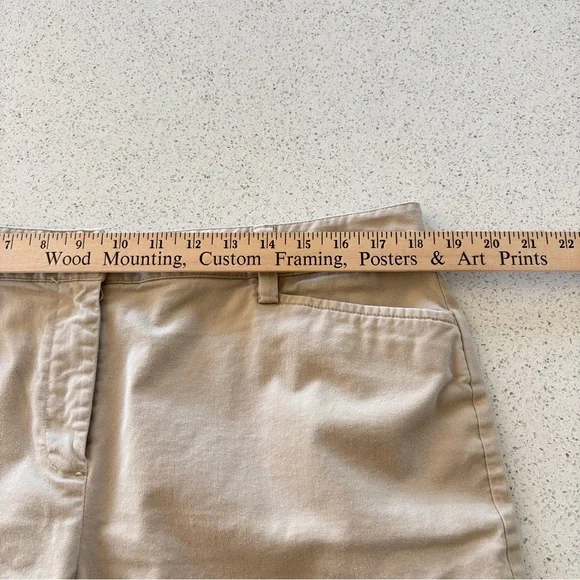 7 8 9 10 11 12 13 14 15 16 17 18 19 20 21 22
Wood Mounting, Custom Framing, Posters & Art Prints